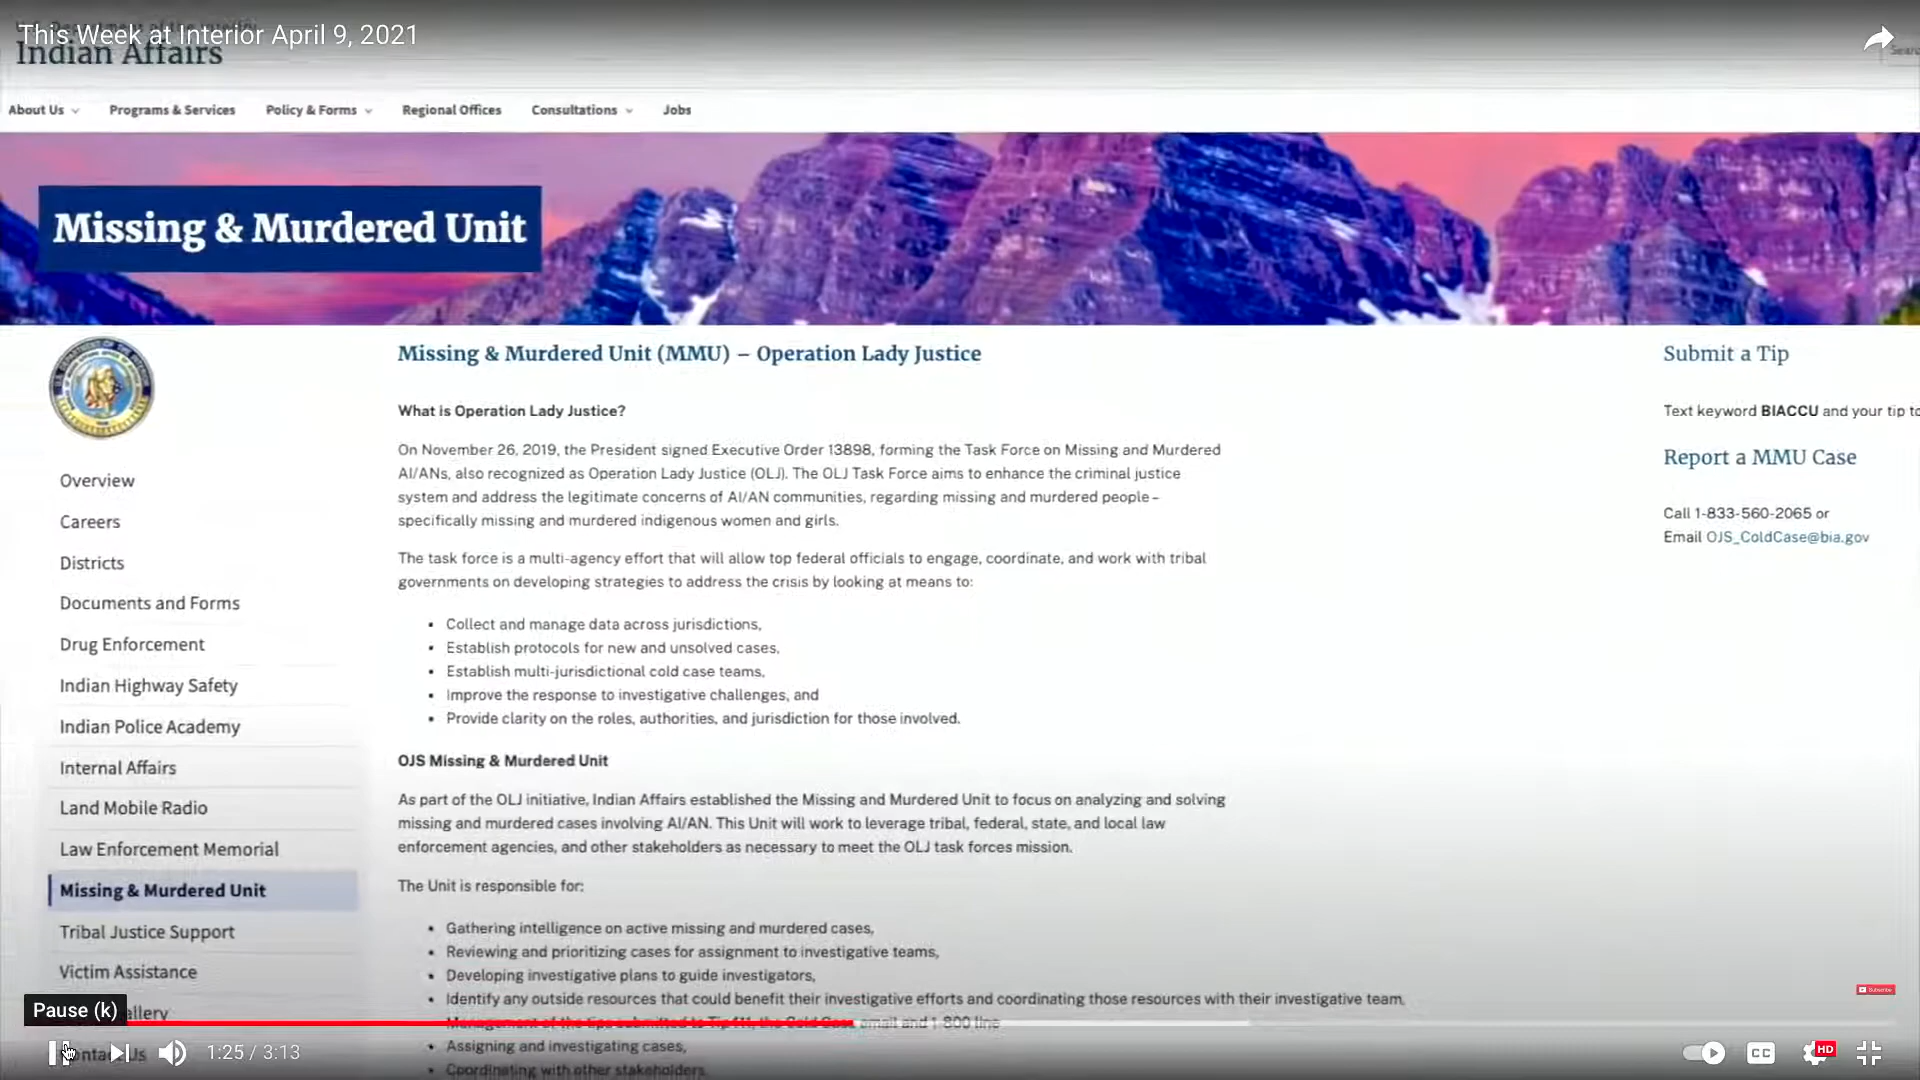 This Week at Interior April 9, 2021
Indian Affairs
About Us
Programs & Services
Policy & Forms
Regional Offices
Consultations
Jobs
Missing & Murdered Unit
Missing & Murdered Unit (MMU) – Operation Lady Justice
What is Operation Lady Justice?
On November 26, 2019, the President signed Executive Order 13898, forming the Task Force on Missing and Murdered
AI/ANs, also recognized as Operation Lady Justice (OLJ). The OLJ Task Force aims to enhance the criminal justice
system and address the legitimate concerns of AI/AN communities, regarding missing and murdered people –
specifically missing and murdered indigenous women and girls.
The task force is a multi-agency effort that will allow top federal officials to engage, coordinate, and work with tribal
governments on developing strategies to address the crisis by looking at means to:
• Collect and manage data across jurisdictions,
• Establish protocols for new and unsolved cases,
• Establish multi-jurisdictional cold case teams,
• Improve the response to investigative challenges, and
• Provide clarity on the roles, authorities, and jurisdiction for those involved.
OJS Missing & Murdered Unit
As part of the OLJ initiative, Indian Affairs established the Missing and Murdered Unit to focus on analyzing and solving
missing and murdered cases involving AI/AN. This Unit will work to leverage tribal, federal, state, and local law
enforcement agencies, and other stakeholders as necessary to meet the OLJ task forces mission.
The Unit is responsible for:
• Gathering intelligence on active missing and murdered cases,
• Reviewing and prioritizing cases for assignment to investigative teams,
• Developing investigative plans to guide investigators,
• Identify any outside resources that could benefit their investigative efforts and coordinating those resources with their investigative team,
• Management of the tips submitted to Tip411, the Cold Case email and 1-800 line
• Assigning and investigating cases,
• Coordinating with other stakeholders.
Submit a Tip
Text keyword BIACCU and your tip to
Report a MMU Case
Call 1-833-560-2065 or
Email OJS_ColdCase@bia.gov
Overview
Careers
Districts
Documents and Forms
Drug Enforcement
Indian Highway Safety
Indian Police Academy
Internal Affairs
Land Mobile Radio
Law Enforcement Memorial
Missing & Murdered Unit
Tribal Justice Support
Victim Assistance
Pause (k)
1:25 / 3:13
Subscribe
CC
HD